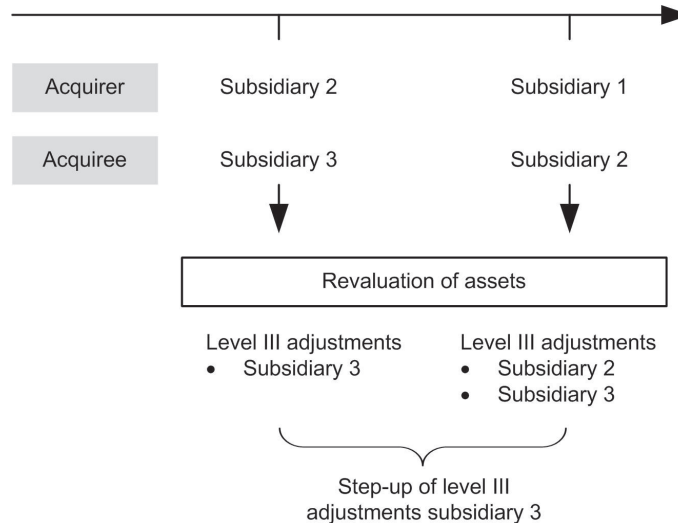 Acquirer Subsidiary 2 Subsidiary 1
Acquiree Subsidiary 3 Subsidiary 2
Revaluation of assets
Level III adjustments Level III adjustments
• Subsidiary 3 • Subsidiary 2
• Subsidiary 3
Step-up of level III
adjustments subsidiary 3